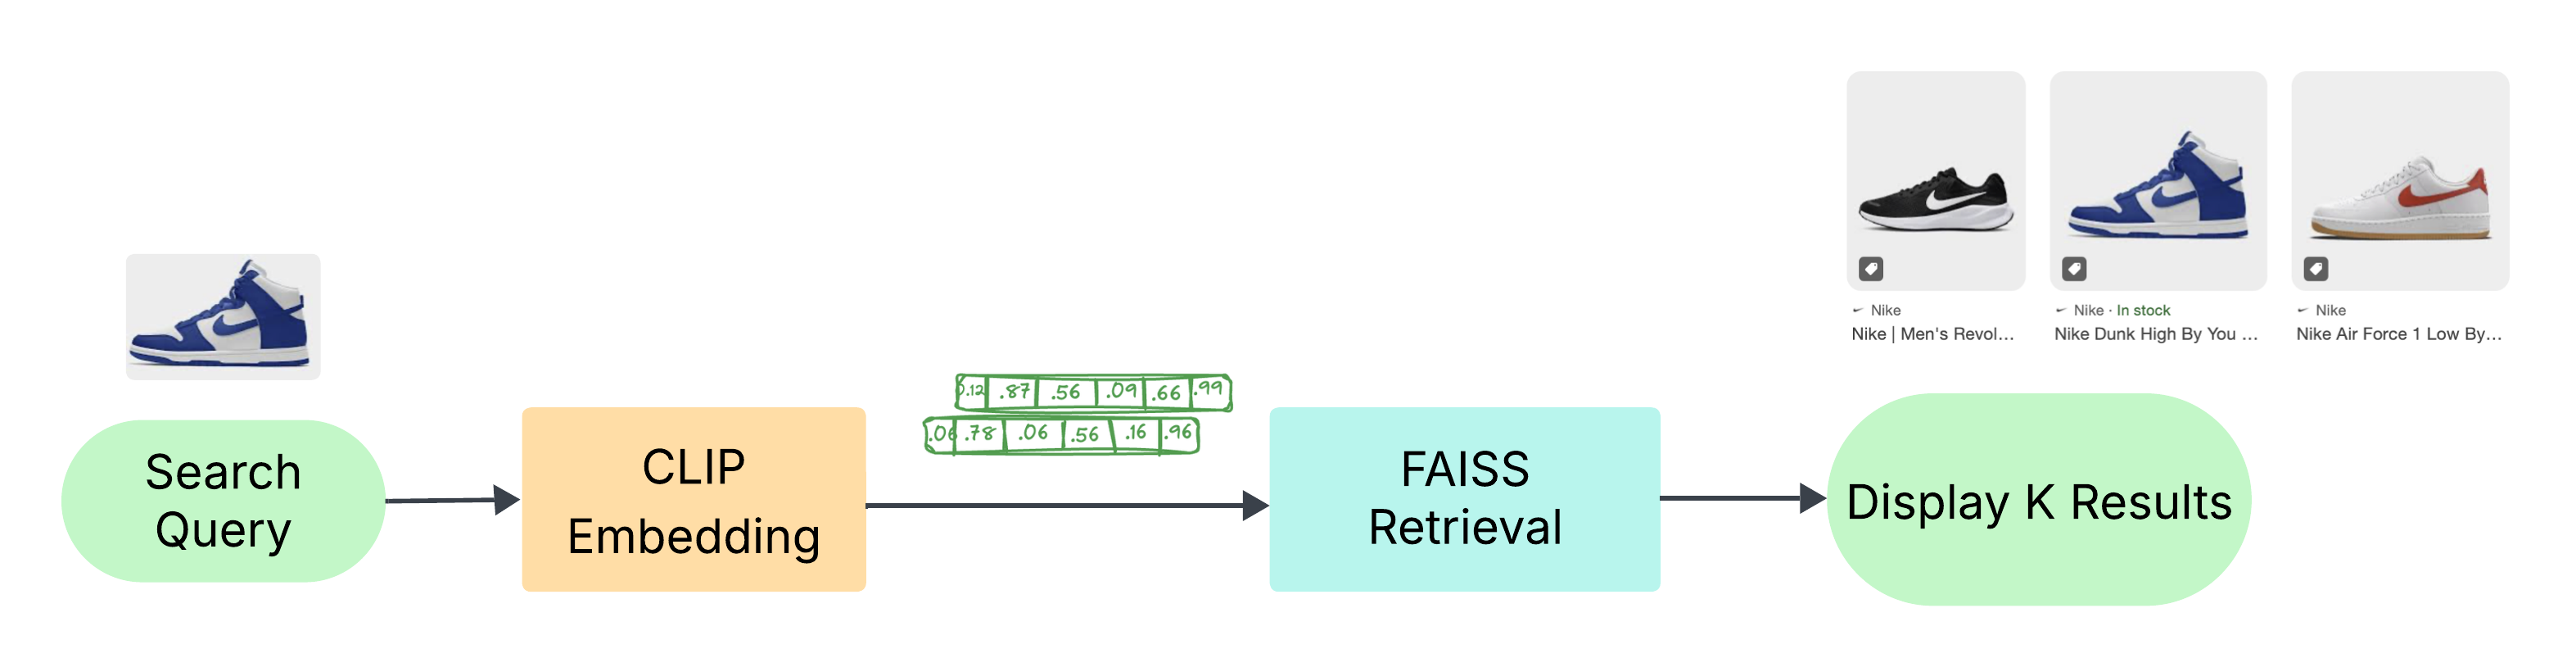 Nike
Nike · In stock
Nike
Nike | Men's Revol...
Nike Dunk High By You ...
Nike Air Force 1 Low By...
0.12 .87 .56 .09 .66 .99
.06 .78 .06 .56 .16 .96
Search
Query
CLIP
Embedding
FAISS
Retrieval
Display K Results